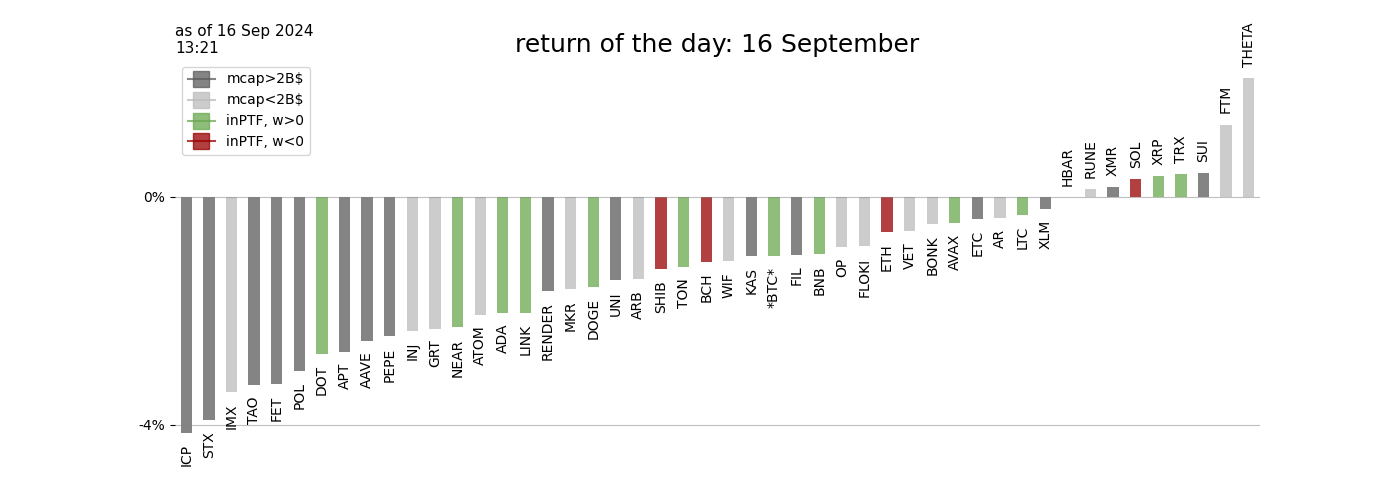 as of 16 Sep 2024
13:21
return of the day: 16 September
mcap>2B$
mcap<2B$
inPTF, w>0
inPTF, w<0
0%
-4%
ICP
STX
IMX
TAO
FET
POL
DOT
APT
AAVE
PEPE
INJ
GRT
NEAR
ATOM
ADA
LINK
RENDER
MKR
DOGE
UNI
ARB
SHIB
TON
BCH
WIF
KAS
*BTC*
FIL
BNB
OP
FLOKI
ETH
VET
BONK
AVAX
ETC
AR
LTC
XLM
HBAR
RUNE
XMR
SOL
XRP
TRX
SUI
FTM
THETA